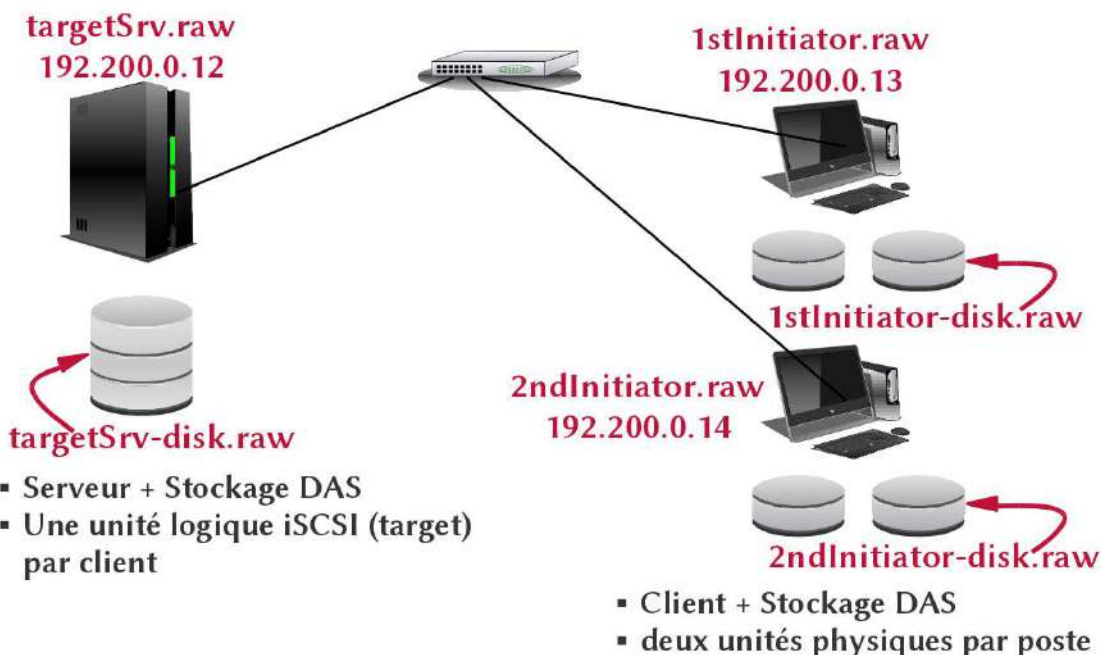 targetSrv.raw
192.200.0.12
1stInitiator.raw
192.200.0.13
1stInitiator-disk.raw
2ndInitiator.raw
192.200.0.14
targetSrv-disk.raw
▪ Serveur + Stockage DAS
▪ Une unité logique iSCSI (target)
par client
2ndInitiator-disk.raw
▪ Client + Stockage DAS
▪ deux unités physiques par poste